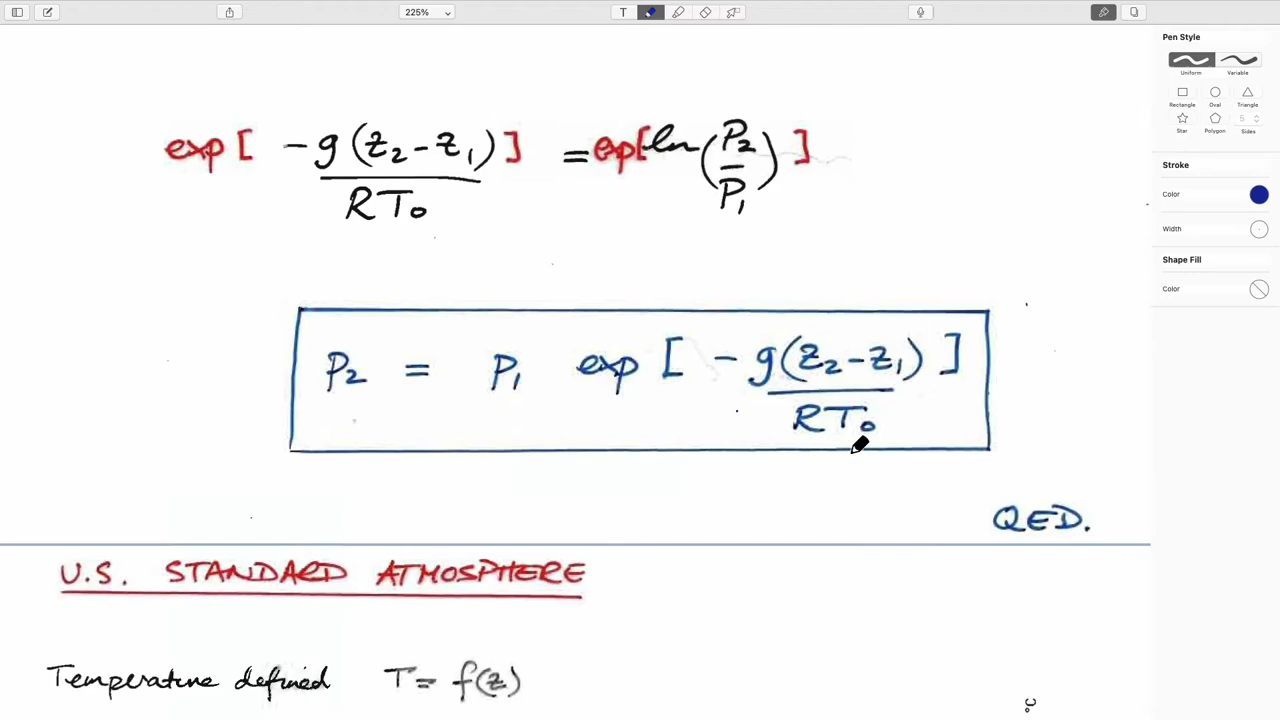 225%
T
Pen Style
Uniform Variable
Rectangle Oval Triangle
Star Polygon 5 Sides
Stroke
Color
Width
Shape Fill
Color
exp [ -g(z₂-z₁) / RT₀ ] = exp[ ln (P₂/P₁) ]
P₂ = P₁ exp [ -g(z₂-z₁) / RT₀ ]
QED.
U.S. STANDARD ATMOSPHERE
Temperature defined T = f(z)
°C